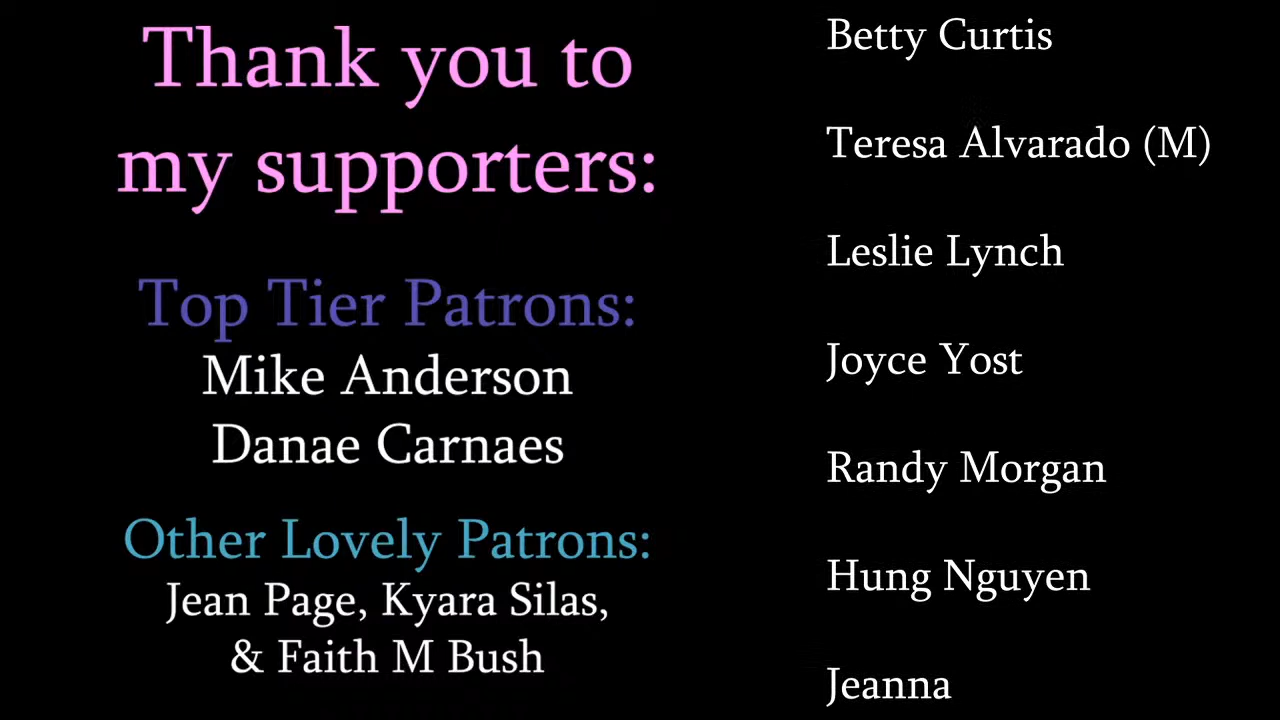 Thank you to
my supporters:
Top Tier Patrons:
Mike Anderson
Danae Carnaes
Other Lovely Patrons:
Jean Page, Kyara Silas,
& Faith M Bush
Betty Curtis
Teresa Alvarado (M)
Leslie Lynch
Joyce Yost
Randy Morgan
Hung Nguyen
Jeanna